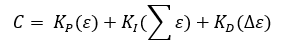 C = K_P(ε) + K_I(∑ε) + K_D(Δε)